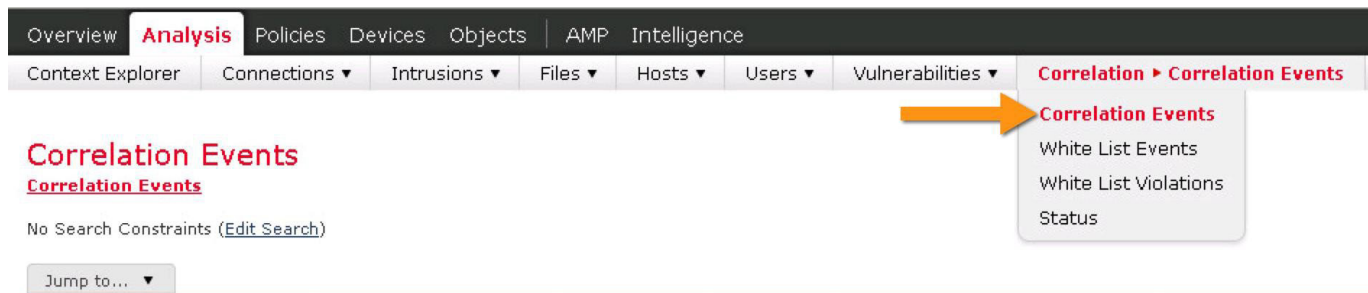 Overview Analysis Policies Devices Objects AMP Intelligence
Context Explorer Connections ▼ Intrusions ▼ Files ▼ Hosts ▼ Users ▼ Vulnerabilities ▼ Correlation ▸ Correlation Events
Correlation Events
White List Events
White List Violations
Status
Correlation Events
Correlation Events
No Search Constraints (Edit Search)
Jump to... ▼